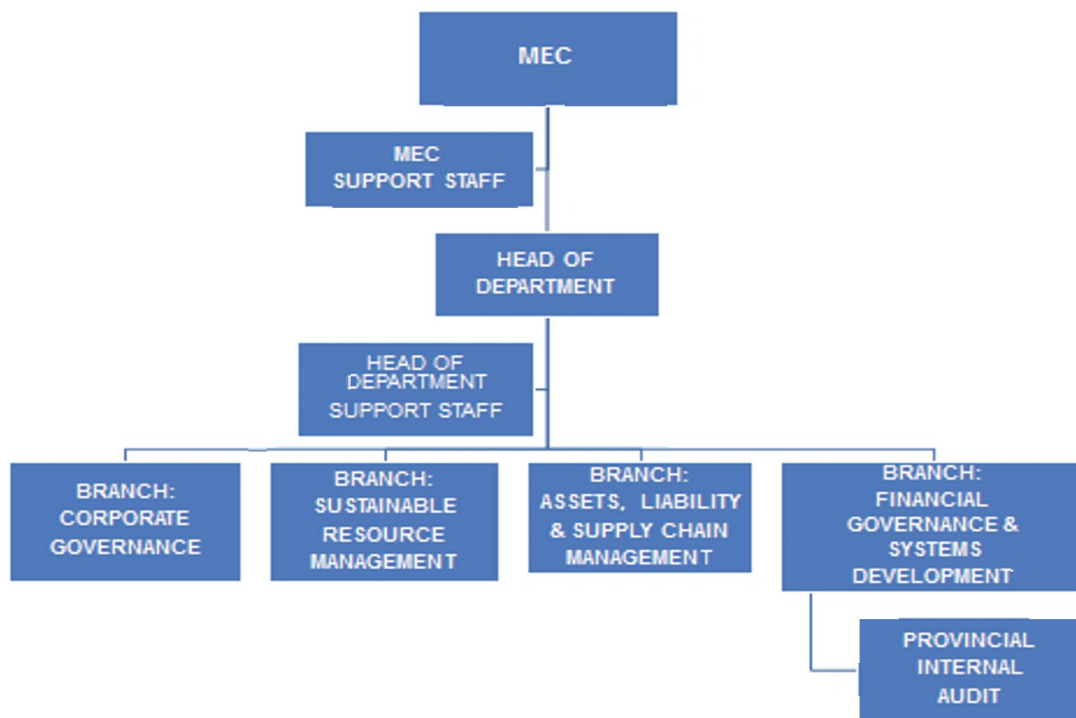 MEC
MEC
SUPPORT STAFF
HEAD OF
DEPARTMENT
HEAD OF
DEPARTMENT
SUPPORT STAFF
BRANCH:
CORPORATE
GOVERNANCE
BRANCH:
SUSTAINABLE
RESOURCE
MANAGEMENT
BRANCH:
ASSETS, LIABILITY
& SUPPLY CHAIN
MANAGEMENT
BRANCH:
FINANCIAL
GOVERNANCE &
SYSTEMS
DEVELOPMENT
PROVINCIAL
INTERNAL
AUDIT